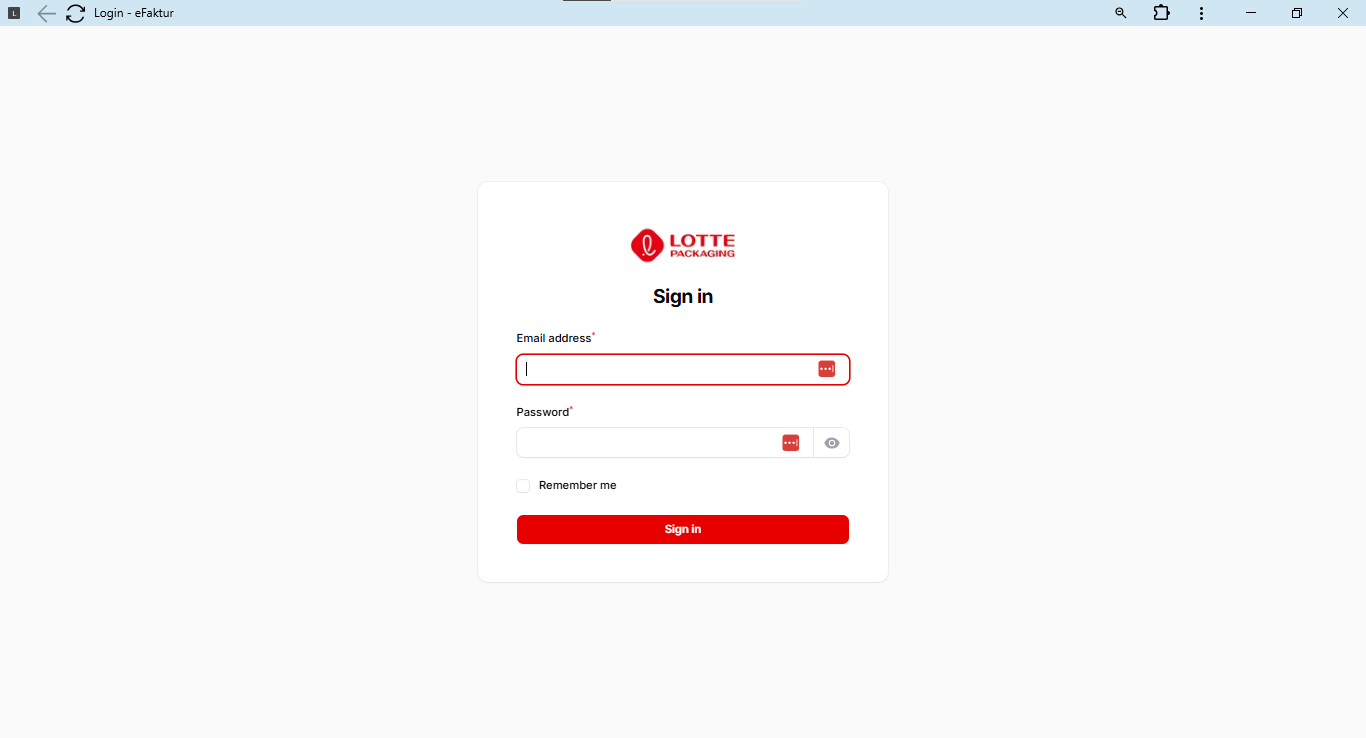 L
Login - eFaktur
LOTTE
PACKAGING
Sign in
Email address*
Password*
Remember me
Sign in